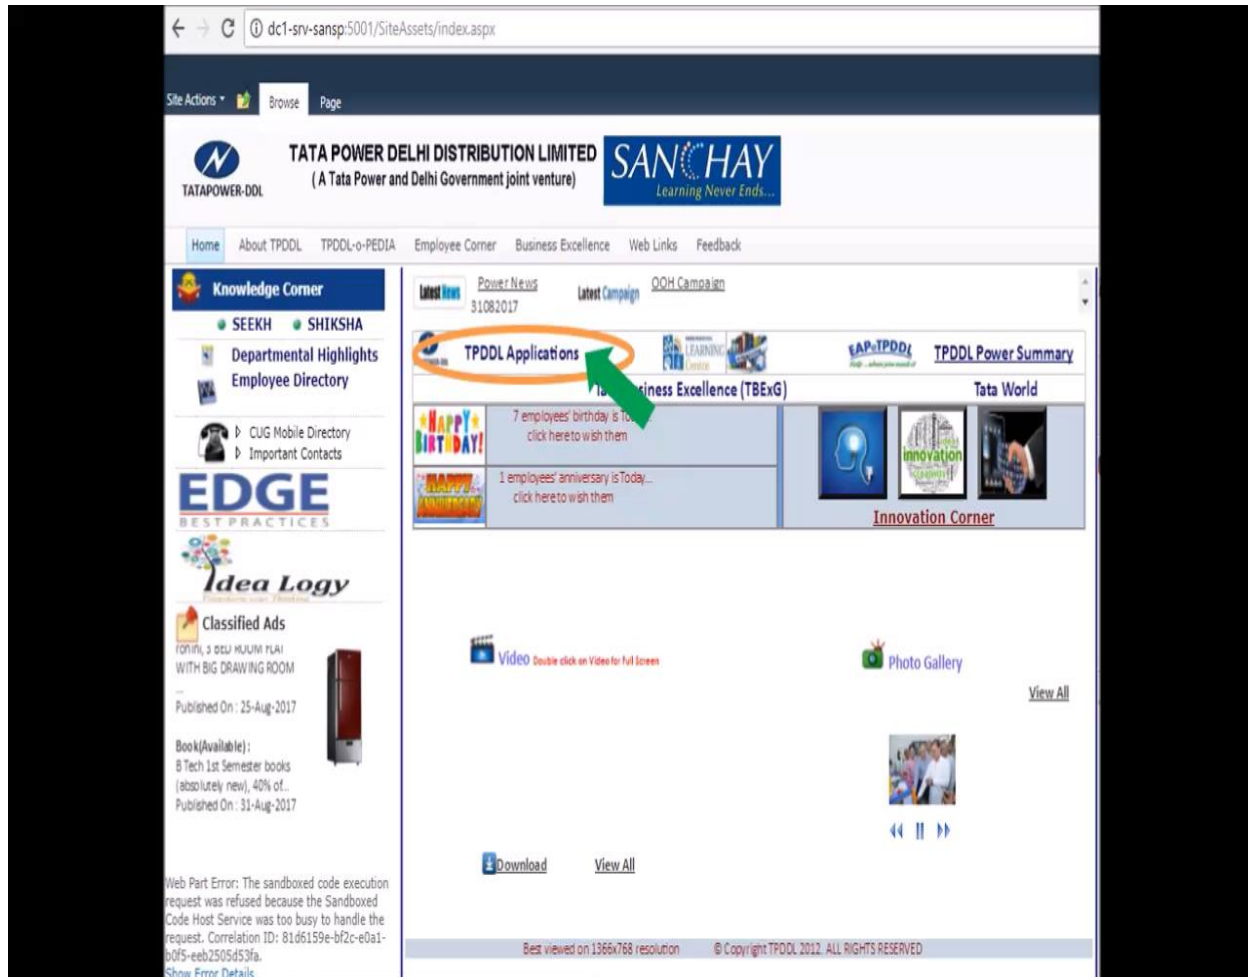 dc1-srv-sansp:5001/SiteAssets/index.aspx
Site Actions
Browse
Page
TATAPOWER-DDL
TATA POWER DELHI DISTRIBUTION LIMITED
( A Tata Power and Delhi Government joint venture)
SANCHAY
Learning Never Ends...
Home
About TPDDL
TPDDL-o-PEDIA
Employee Corner
Business Excellence
Web Links
Feedback
Knowledge Corner
SEEKH
SHIKSHA
Departmental Highlights
Employee Directory
CUG Mobile Directory
Important Contacts
EDGE
BEST PRACTICES
Idea Logy
Classified Ads
WITH BIG DRAWING ROOM
...
Published On : 25-Aug-2017
Book(Available) :
B Tech 1st Semester books
(absolutely new), 40% of..
Published On : 31-Aug-2017
Web Part Error: The sandboxed code execution
request was refused because the Sandboxed
Code Host Service was too busy to handle the
request. Correlation ID: 81d6159e-bf2c-e0a1-
b0f5-eeb2505d53fa.
Show Error Details
Latest News
Power News
31082017
Latest Campaign
OOH Campaign
TPDDL Applications
LEARNING
Centre
EAP@TPDDL
TPDDL Power Summary
Business Excellence (TBExG)
Tata World
HAPPY
BIRTHDAY!
7 employees' birthday is
click here to wish them
HAPPY
ANNIVERSARY
1 employees' anniversary is Today...
click here to wish them
innovation
Innovation Corner
Video Double click on Video for Full Screen
Photo Gallery
View All
Download
View All
Best viewed on 1366x768 resolution
© Copyright TPDDL 2012. ALL RIGHTS RESERVED